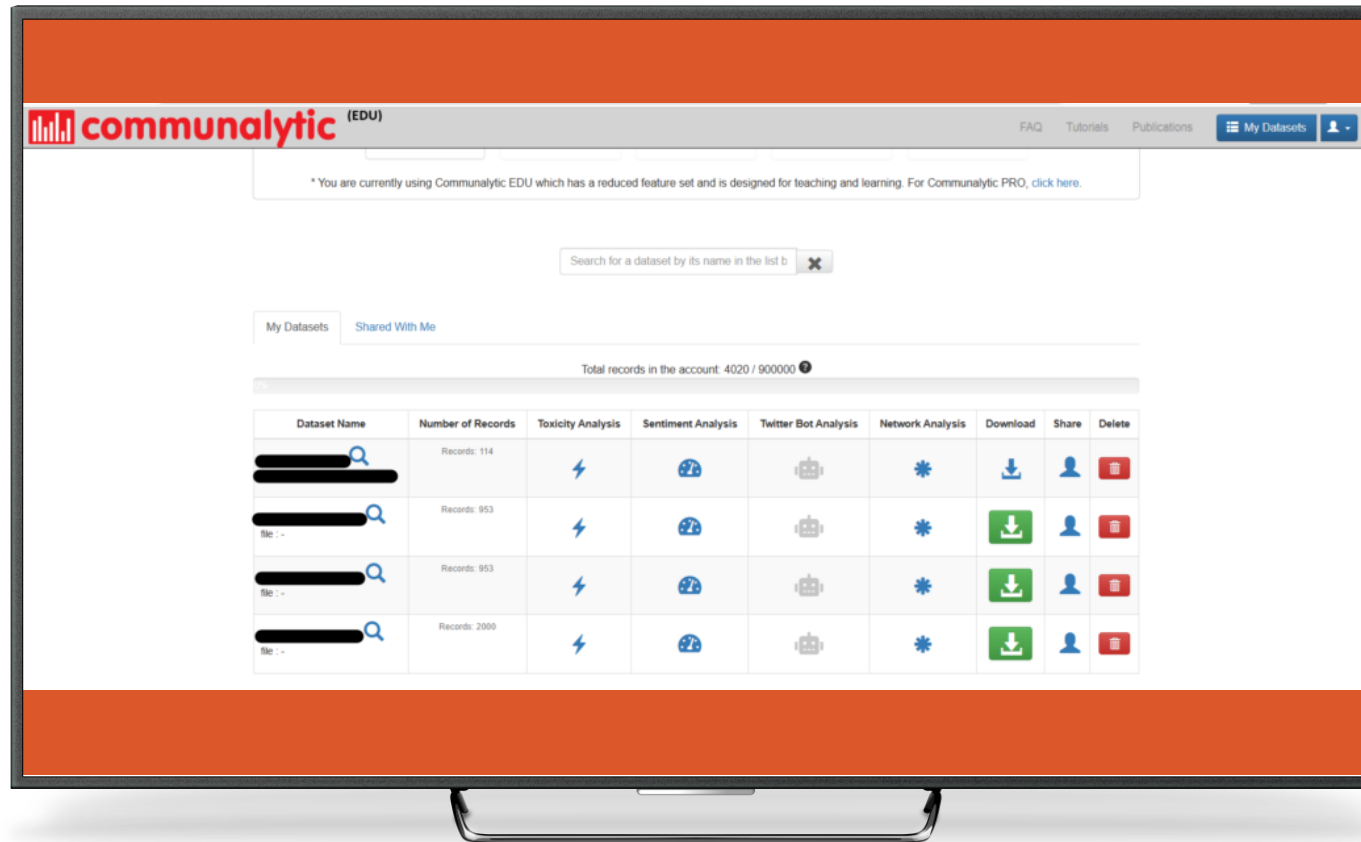 communalytic (EDU)
FAQ Tutorials Publications My Datasets
* You are currently using Communalytic EDU which has a reduced feature set and is designed for teaching and learning. For Communalytic PRO, click here.
Search for a dataset by its name in the list b
My Datasets Shared With Me
Total records in the account: 4020 / 900000 ?
Dataset Name Number of Records Toxicity Analysis Sentiment Analysis Twitter Bot Analysis Network Analysis Download Share Delete
Records: 114
Records: 953
file : -
Records: 953
file : -
Records: 2000
file : -